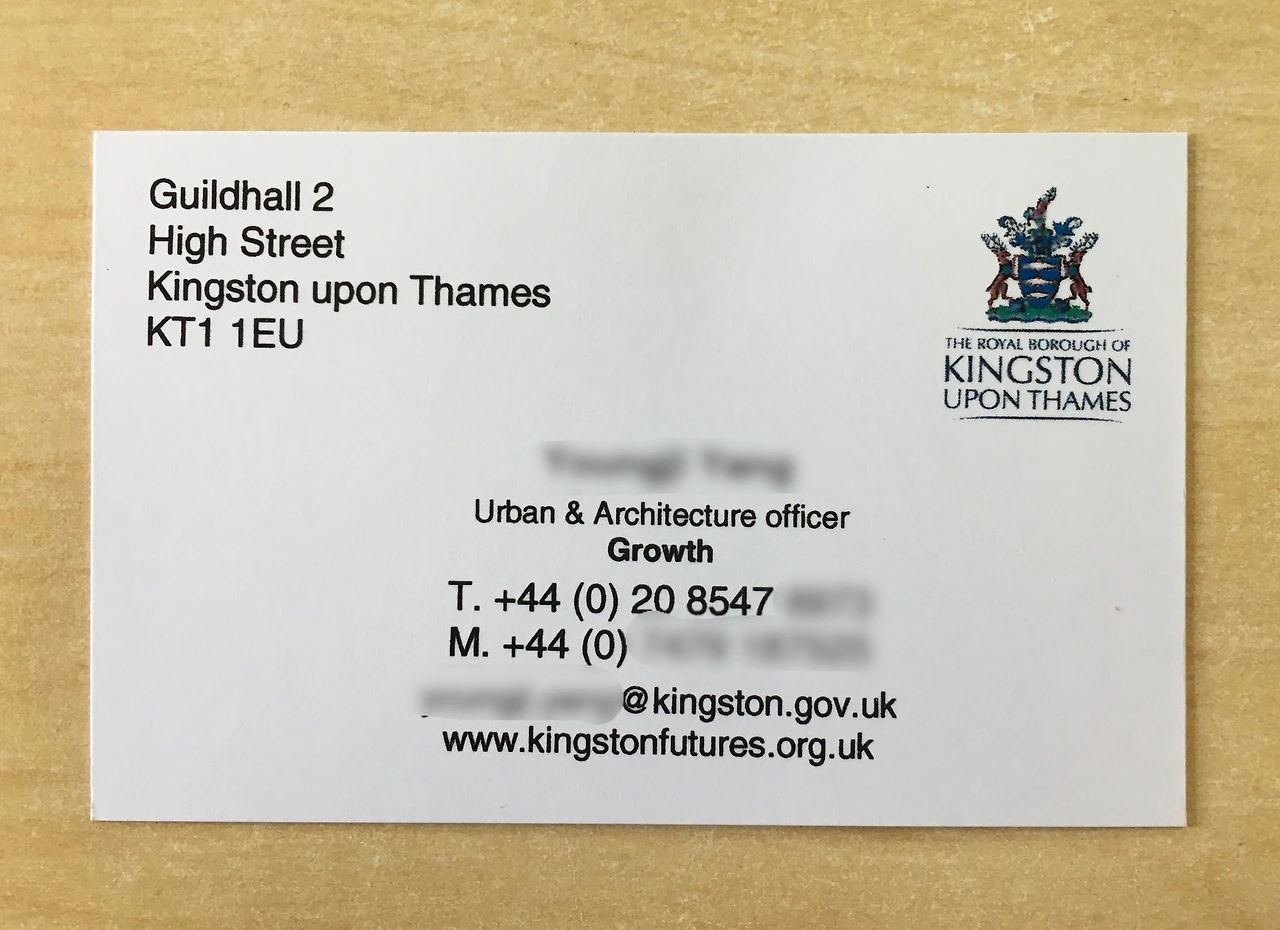 Guildhall 2
High Street
Kingston upon Thames
KT1 1EU
THE ROYAL BOROUGH OF
KINGSTON
UPON THAMES
Urban & Architecture officer
Growth
T. +44 (0) 20 8547
M. +44 (0)
@kingston.gov.uk
www.kingstonfutures.org.uk